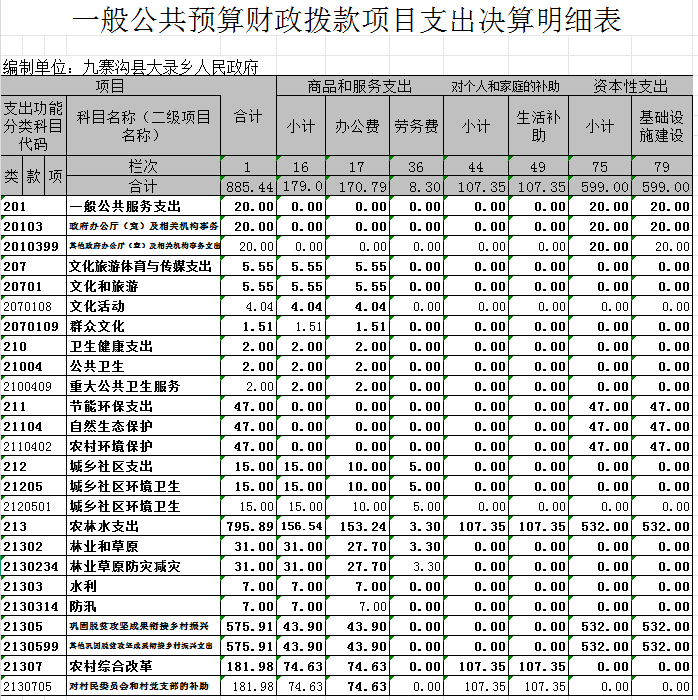 一般公共预算财政拨款项目支出决算明细表
编制单位：九寨沟县大录乡人民政府
项目 合计 商品和服务支出 对个人和家庭的补助 资本性支出
支出功能分类科目代码 科目名称（二级项目名称） 小计 办公费 劳务费 小计 生活补助 小计 基础设施建设
类 款 项 栏次 1 16 17 36 44 49 75 79
合计 885.44 179.0 170.79 8.30 107.35 107.35 599.00 599.00
201 一般公共服务支出 20.00 0.00 0.00 0.00 0.00 0.00 20.00 20.00
20103 政府办公厅（室）及相关机构事务 20.00 0.00 0.00 0.00 0.00 0.00 20.00 20.00
2010399 其他政府办公厅（室）及相关机构事务支出 20.00 0.00 0.00 0.00 0.00 0.00 20.00 20.00
207 文化旅游体育与传媒支出 5.55 5.55 5.55 0.00 0.00 0.00 0.00 0.00
20701 文化和旅游 5.55 5.55 5.55 0.00 0.00 0.00 0.00 0.00
2070108 文化活动 4.04 4.04 4.04 0.00 0.00 0.00 0.00 0.00
2070109 群众文化 1.51 1.51 1.51 0.00 0.00 0.00 0.00 0.00
210 卫生健康支出 2.00 2.00 2.00 0.00 0.00 0.00 0.00 0.00
21004 公共卫生 2.00 2.00 2.00 0.00 0.00 0.00 0.00 0.00
2100409 重大公共卫生服务 2.00 2.00 2.00 0.00 0.00 0.00 0.00 0.00
211 节能环保支出 47.00 0.00 0.00 0.00 0.00 0.00 47.00 47.00
21104 自然生态保护 47.00 0.00 0.00 0.00 0.00 0.00 47.00 47.00
2110402 农村环境保护 47.00 0.00 0.00 0.00 0.00 0.00 47.00 47.00
212 城乡社区支出 15.00 15.00 10.00 5.00 0.00 0.00 0.00 0.00
21205 城乡社区环境卫生 15.00 15.00 10.00 5.00 0.00 0.00 0.00 0.00
2120501 城乡社区环境卫生 15.00 15.00 10.00 5.00 0.00 0.00 0.00 0.00
213 农林水支出 795.89 156.54 153.24 3.30 107.35 107.35 532.00 532.00
21302 林业和草原 31.00 31.00 27.70 3.30 0.00 0.00 0.00 0.00
2130234 林业草原防灾减灾 31.00 31.00 27.70 3.30 0.00 0.00 0.00 0.00
21303 水利 7.00 7.00 7.00 0.00 0.00 0.00 0.00 0.00
2130314 防汛 7.00 7.00 7.00 0.00 0.00 0.00 0.00 0.00
21305 巩固脱贫攻坚成果衔接乡村振兴 575.91 43.90 43.90 0.00 0.00 0.00 532.00 532.00
2130599 其他巩固脱贫攻坚成果衔接乡村振兴支出 575.91 43.90 43.90 0.00 0.00 0.00 532.00 532.00
21307 农村综合改革 181.98 74.63 74.63 0.00 107.35 107.35 0.00 0.00
2130705 对村民委员会和村党支部的补助 181.98 74.63 74.63 0.00 107.35 107.35 0.00 0.00